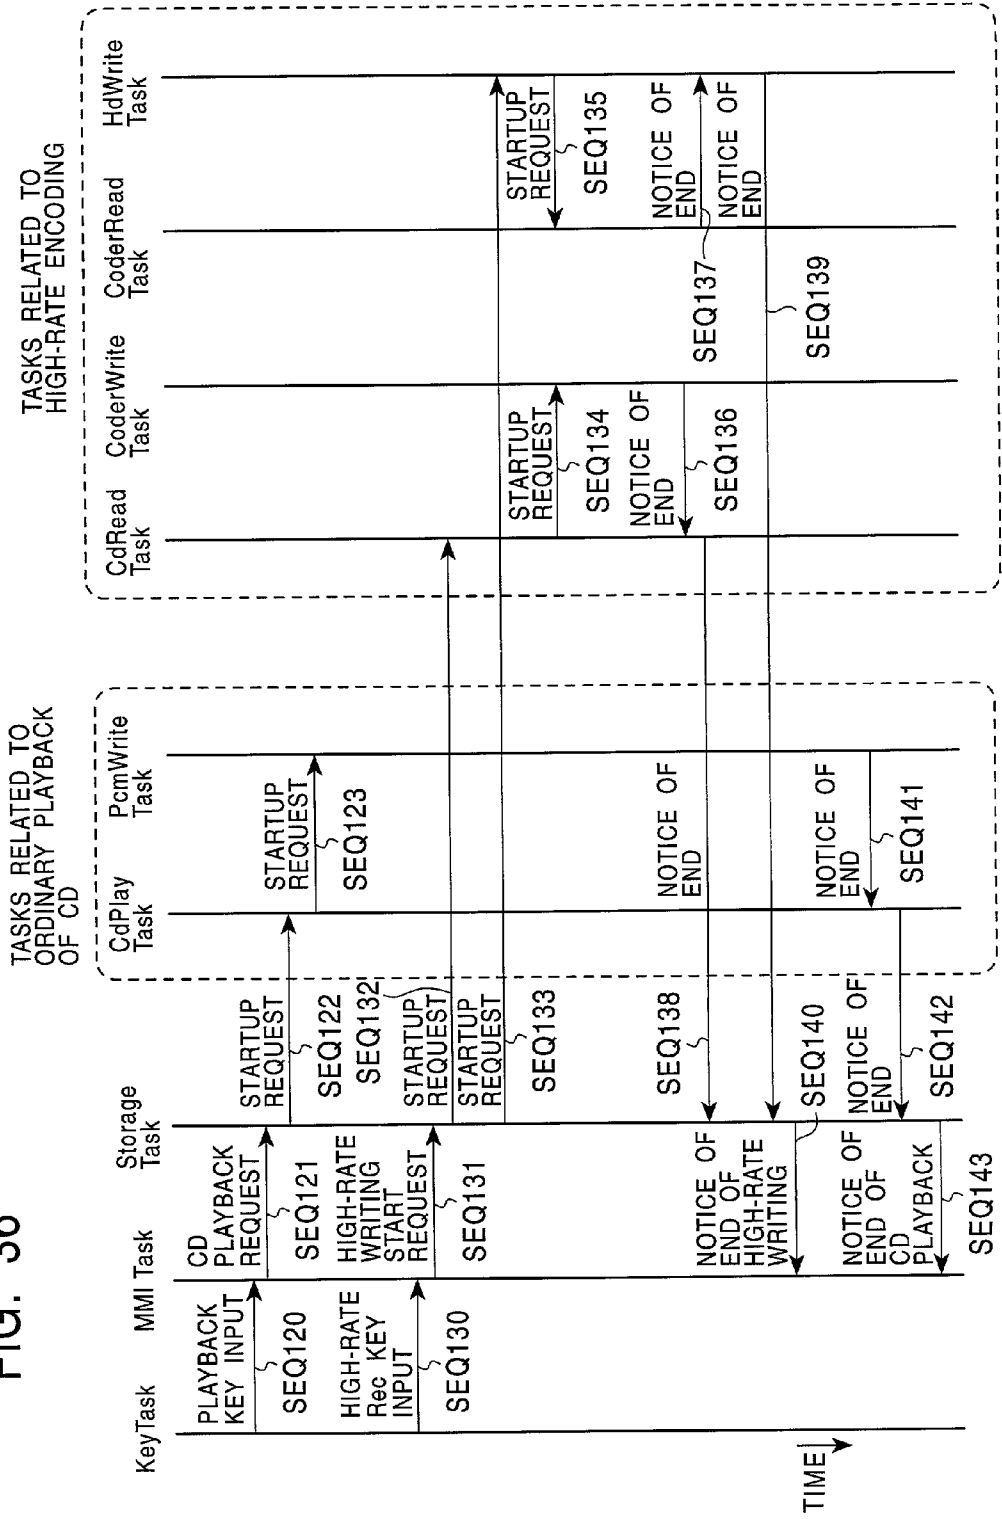 FIG. 36
TASKS RELATED TO
ORDINARY PLAYBACK
OF CD
TASKS RELATED TO
HIGH-RATE ENCODING
KeyTask
MMI Task
Storage
Task
CdPlay
Task
PcmWrite
Task
CdRead
Task
CoderWrite
Task
CoderRead
Task
HdWrite
Task
PLAYBACK
KEY INPUT
SEQ120
CD
PLAYBACK
REQUEST
SEQ121
STARTUP
REQUEST
SEQ122
STARTUP
REQUEST
SEQ123
HIGH-RATE
Rec KEY
INPUT
SEQ130
HIGH-RATE
WRITING
START
REQUEST
SEQ131
SEQ132
STARTUP
REQUEST
STARTUP
REQUEST
SEQ133
STARTUP
REQUEST
SEQ134
STARTUP
REQUEST
SEQ135
NOTICE OF
END
SEQ136
NOTICE OF
END
SEQ137
NOTICE OF
END
SEQ138
NOTICE OF
END
SEQ139
NOTICE OF
END OF
HIGH-RATE
WRITING
SEQ140
NOTICE OF
END
SEQ141
NOTICE OF
END
SEQ142
NOTICE OF
END OF
CD
PLAYBACK
SEQ143
TIME